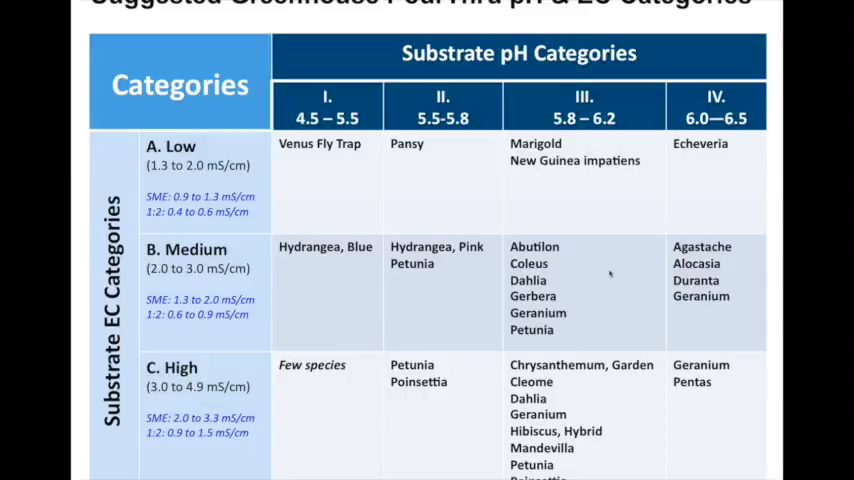 Suggested Greenhouse PourThru pH & EC Categories
Categories
Substrate pH Categories
I.
4.5 – 5.5
II.
5.5-5.8
III.
5.8 – 6.2
IV.
6.0—6.5
Substrate EC Categories
A. Low
(1.3 to 2.0 mS/cm)
SME: 0.9 to 1.3 mS/cm
1:2: 0.4 to 0.6 mS/cm
Venus Fly Trap
Pansy
Marigold
New Guinea impatiens
Echeveria
B. Medium
(2.0 to 3.0 mS/cm)
SME: 1.3 to 2.0 mS/cm
1:2: 0.6 to 0.9 mS/cm
Hydrangea, Blue
Hydrangea, Pink
Petunia
Abutilon
Coleus
Dahlia
Gerbera
Geranium
Petunia
Agastache
Alocasia
Duranta
Geranium
C. High
(3.0 to 4.9 mS/cm)
SME: 2.0 to 3.3 mS/cm
1:2: 0.9 to 1.5 mS/cm
Few species
Petunia
Poinsettia
Chrysanthemum, Garden
Cleome
Dahlia
Geranium
Hibiscus, Hybrid
Mandevilla
Petunia
Poinsettia
Geranium
Pentas